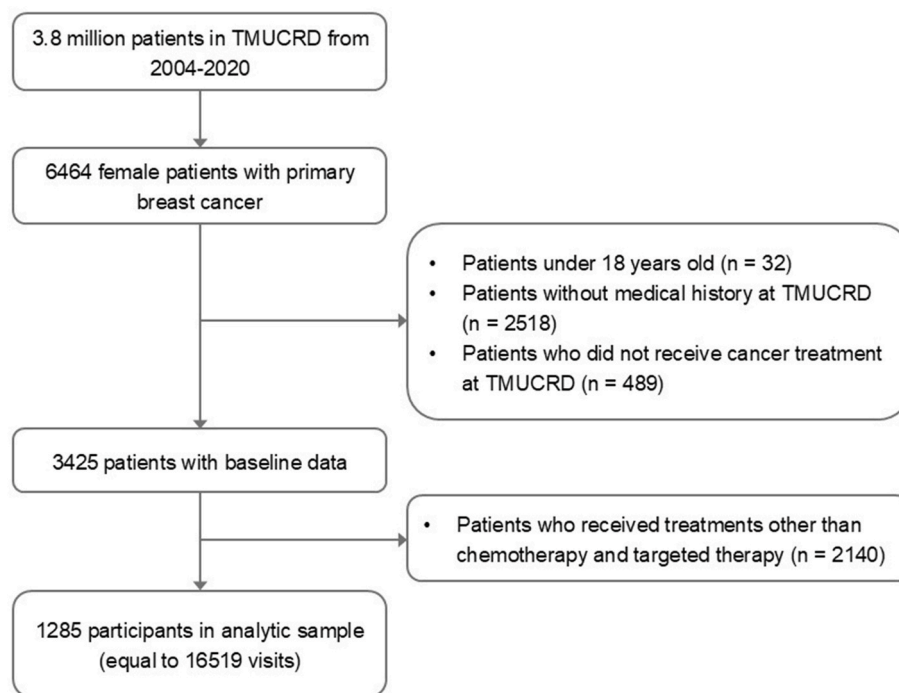 3.8 million patients in TMUCRD from
2004-2020
6464 female patients with primary
breast cancer
• Patients under 18 years old (n = 32)
• Patients without medical history at TMUCRD
(n = 2518)
• Patients who did not receive cancer treatment
at TMUCRD (n = 489)
3425 patients with baseline data
• Patients who received treatments other than
chemotherapy and targeted therapy (n = 2140)
1285 participants in analytic sample
(equal to 16519 visits)